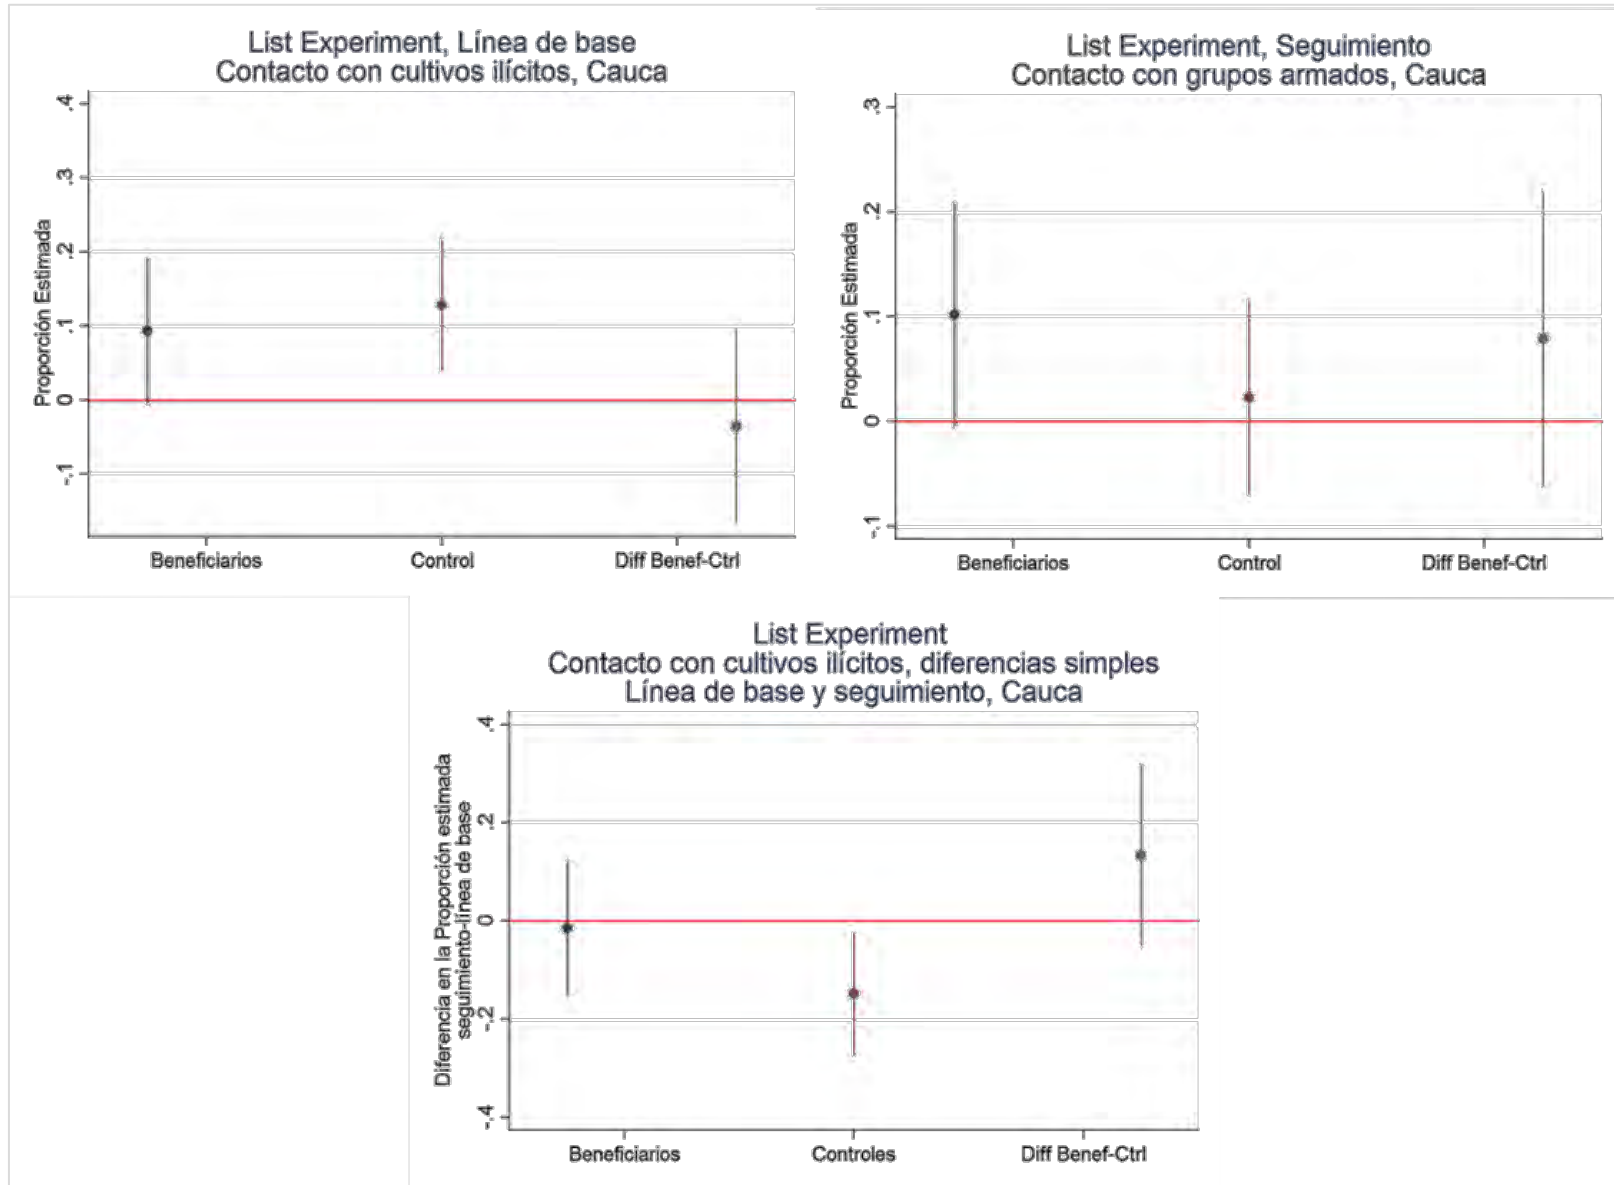 List Experiment, Línea de base
Contacto con cultivos ilícitos, Cauca
Proporción Estimada
.4
.3
.2
.1
0
-.1
Beneficiarios
Control
Diff Benef-Ctrl
List Experiment, Seguimiento
Contacto con grupos armados, Cauca
Proporción Estimada
.3
.2
.1
0
-.1
Beneficiarios
Control
Diff Benef-Ctrl
List Experiment
Contacto con cultivos ilícitos, diferencias simples
Línea de base y seguimiento, Cauca
Diferencia en la Proporción estimada
seguimiento-línea de base
.4
.2
0
-.2
-.4
Beneficiarios
Controles
Diff Benef-Ctrl